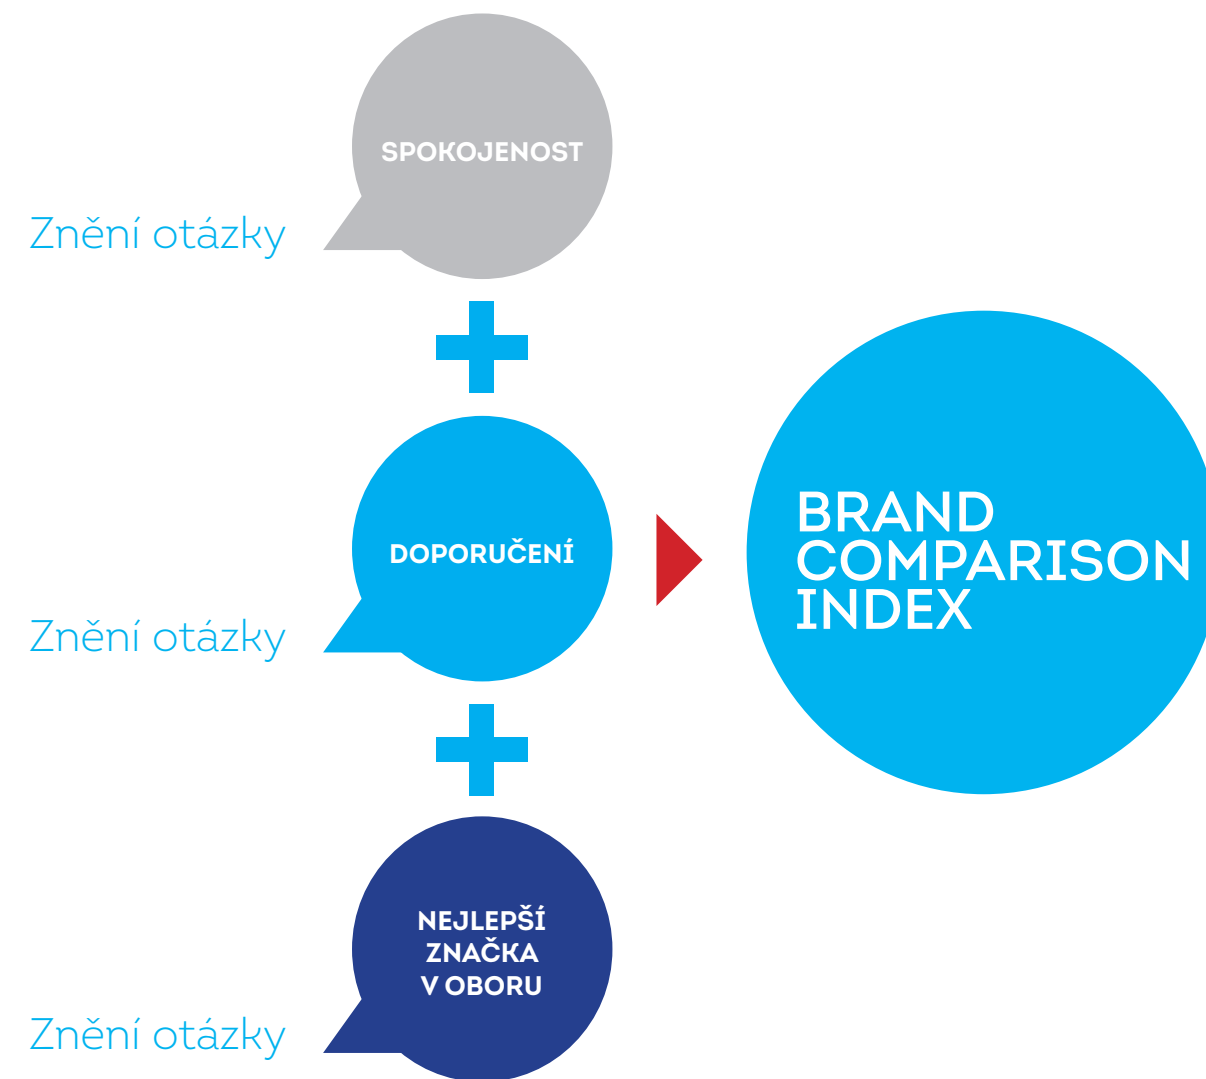 SPOKOJENOST
Znění otázky
DOPORUČENÍ
Znění otázky
NEJLEPŠÍ
ZNAČKA
V OBORU
Znění otázky
BRAND
COMPARISON
INDEX